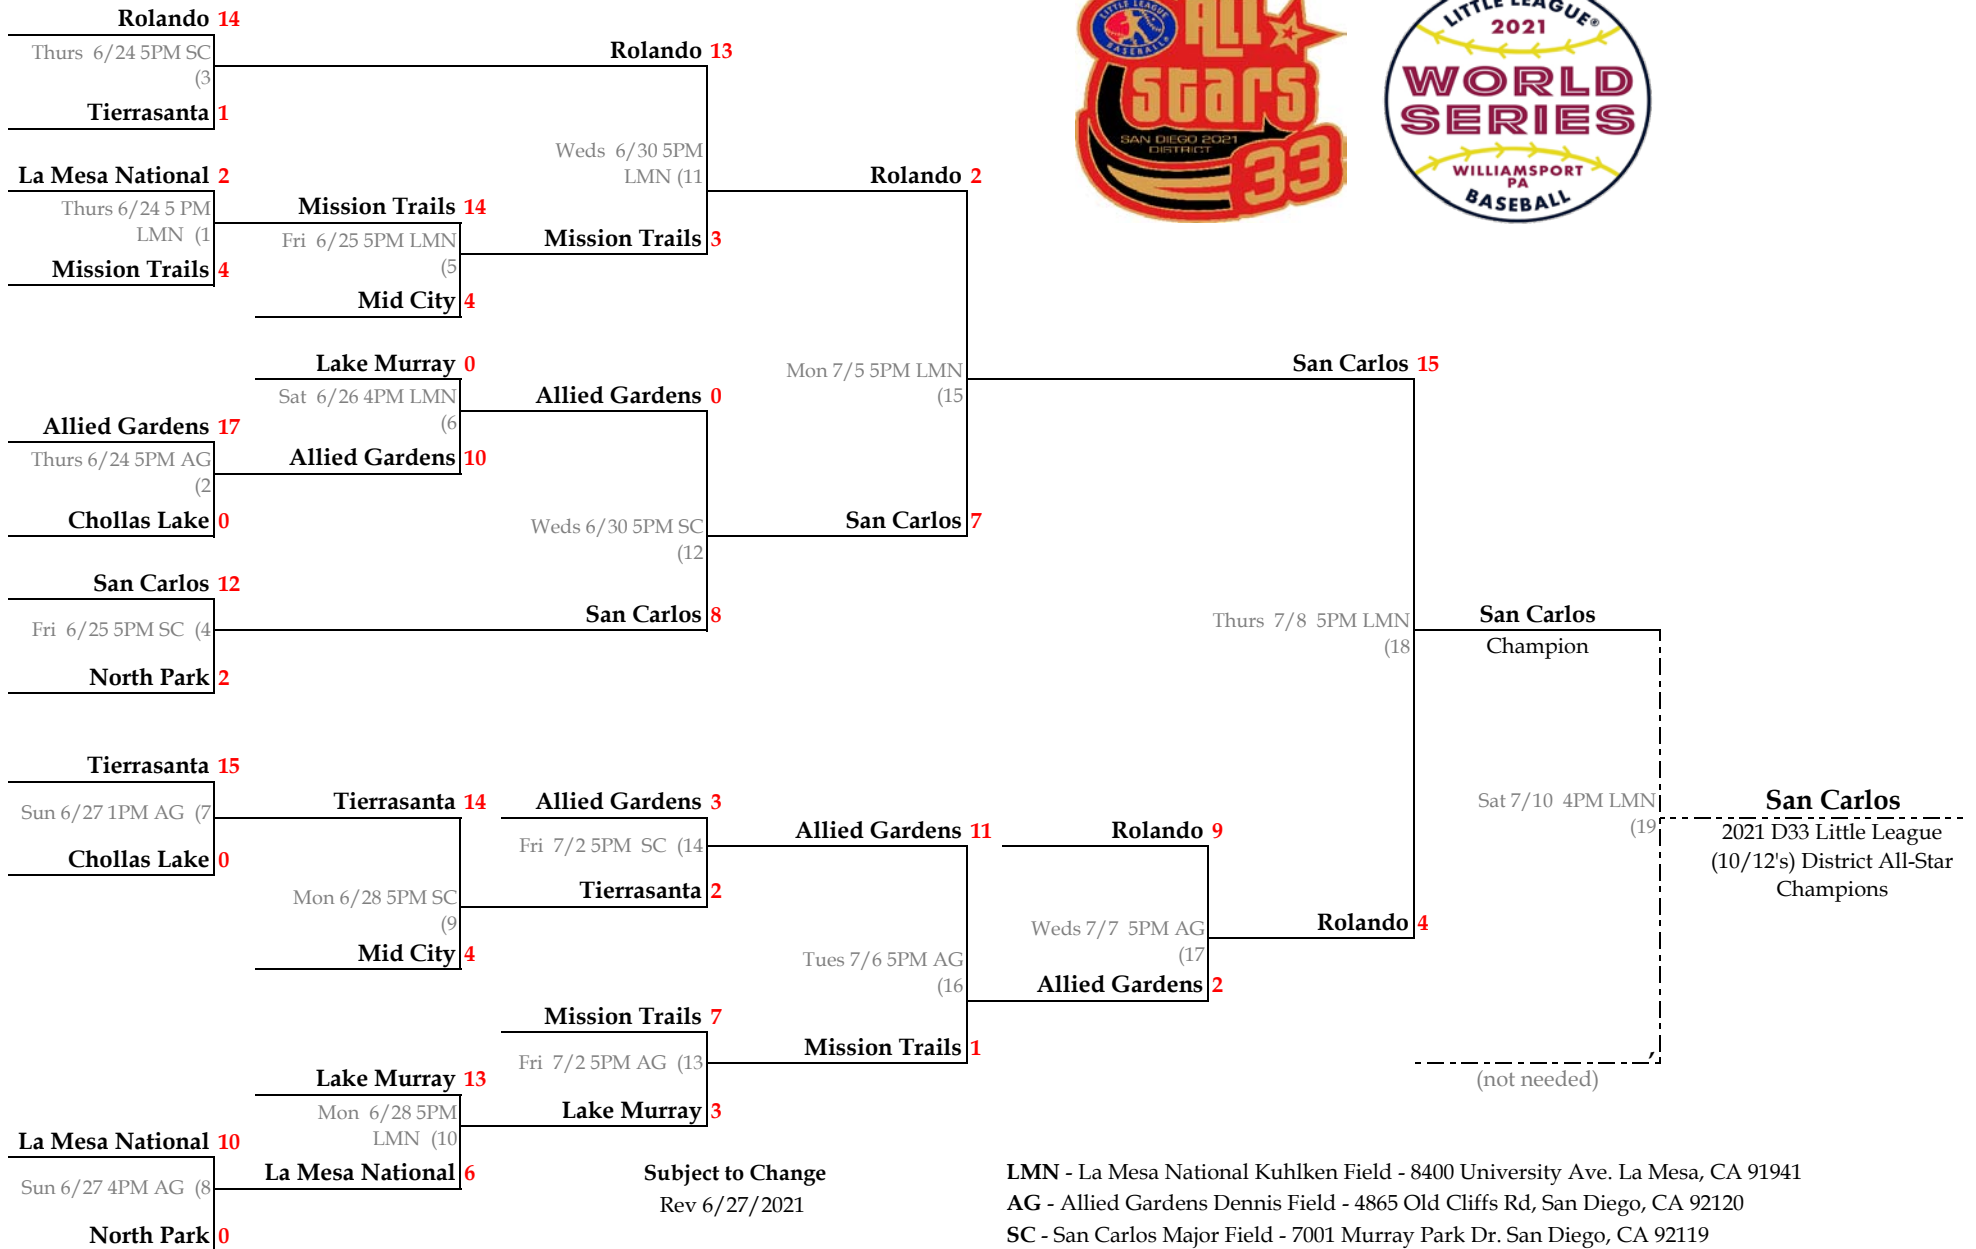 Rolando 14
Thurs 6/24 5PM SC
(3
Tierrasanta 1
La Mesa National 2
Thurs 6/24 5 PM
LMN (1
Mission Trails 4
Mission Trails 14
Fri 6/25 5PM LMN
(5
Mid City 4
Rolando 13
Weds 6/30 5PM
LMN (11
Mission Trails 3
Lake Murray 0
Sat 6/26 4PM LMN
(6
Allied Gardens 10
Allied Gardens 17
Thurs 6/24 5PM AG
(2
Chollas Lake 0
Allied Gardens 0
Weds 6/30 5PM SC
(12
San Carlos 8
San Carlos 12
Fri 6/25 5PM SC (4
North Park 2
Rolando 2
Mon 7/5 5PM LMN
(15
San Carlos 7
LITTLE LEAGUE
BASEBALL
All
Stars
SAN DIEGO 2021
DISTRICT
33
LITTLE LEAGUE®
2021
WORLD
SERIES
WILLIAMSPORT
PA
BASEBALL
San Carlos 15
Thurs 7/8 5PM LMN
(18
Rolando 4
San Carlos
Champion
Sat 7/10 4PM LMN
(19
(not needed)
San Carlos
2021 D33 Little League
(10/12's) District All-Star
Champions
Tierrasanta 15
Sun 6/27 1PM AG (7
Chollas Lake 0
Tierrasanta 14
Mon 6/28 5PM SC
(9
Mid City 4
Allied Gardens 3
Fri 7/2 5PM SC (14
Tierrasanta 2
Allied Gardens 11
Tues 7/6 5PM AG
(16
Mission Trails 1
Rolando 9
Weds 7/7 5PM AG
(17
Allied Gardens 2
Mission Trails 7
Fri 7/2 5PM AG (13
Lake Murray 3
Lake Murray 13
Mon 6/28 5PM
LMN (10
La Mesa National 6
La Mesa National 10
Sun 6/27 4PM AG (8
North Park 0
Subject to Change
Rev 6/27/2021
LMN - La Mesa National Kuhlken Field - 8400 University Ave. La Mesa, CA 91941
AG - Allied Gardens Dennis Field - 4865 Old Cliffs Rd, San Diego, CA 92120
SC - San Carlos Major Field - 7001 Murray Park Dr. San Diego, CA 92119